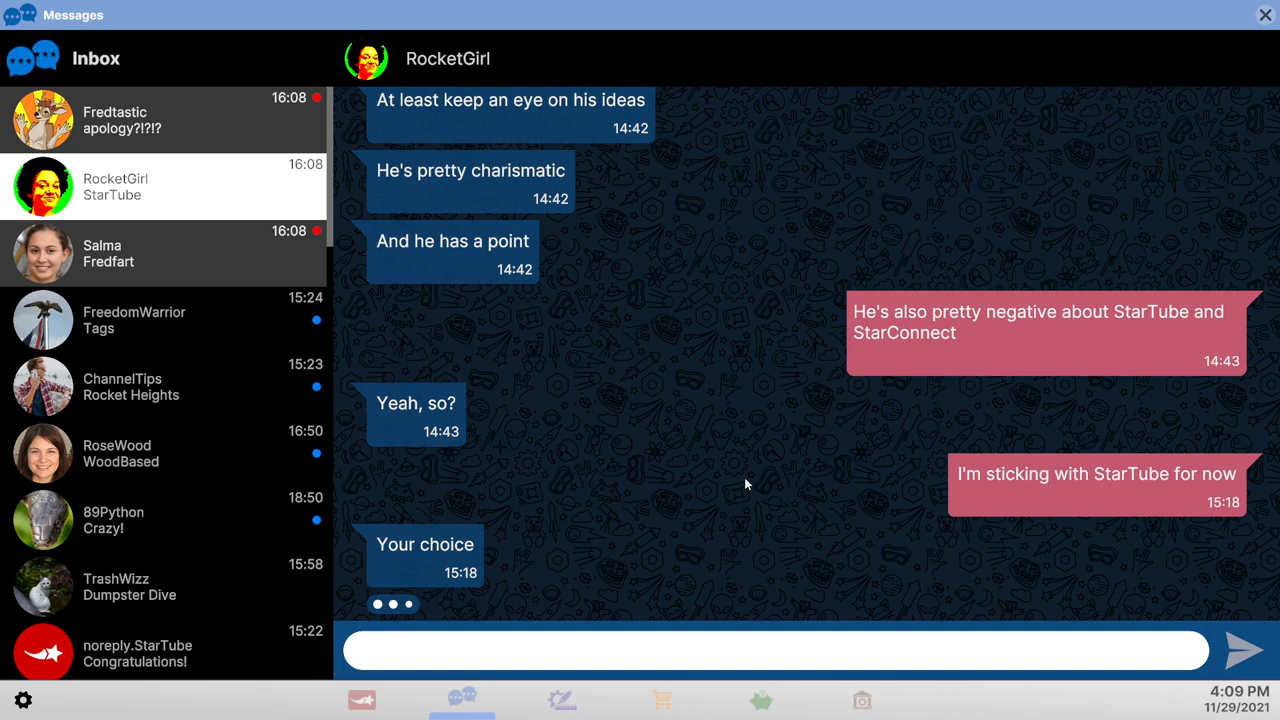 Messages
Inbox
16:08
Fredtastic
apology?!?!?
16:08
RocketGirl
StarTube
16:08
Salma
Fredfart
15:24
FreedomWarrior
Tags
15:23
ChannelTips
Rocket Heights
16:50
RoseWood
WoodBased
18:50
89Python
Crazy!
15:58
TrashWizz
Dumpster Dive
15:22
noreply.StarTube
Congratulations!
RocketGirl
At least keep an eye on his ideas
14:42
He's pretty charismatic
14:42
And he has a point
14:42
He's also pretty negative about StarTube and
StarConnect
14:43
Yeah, so?
14:43
I'm sticking with StarTube for now
15:18
Your choice
15:18
4:09 PM
11/29/2021